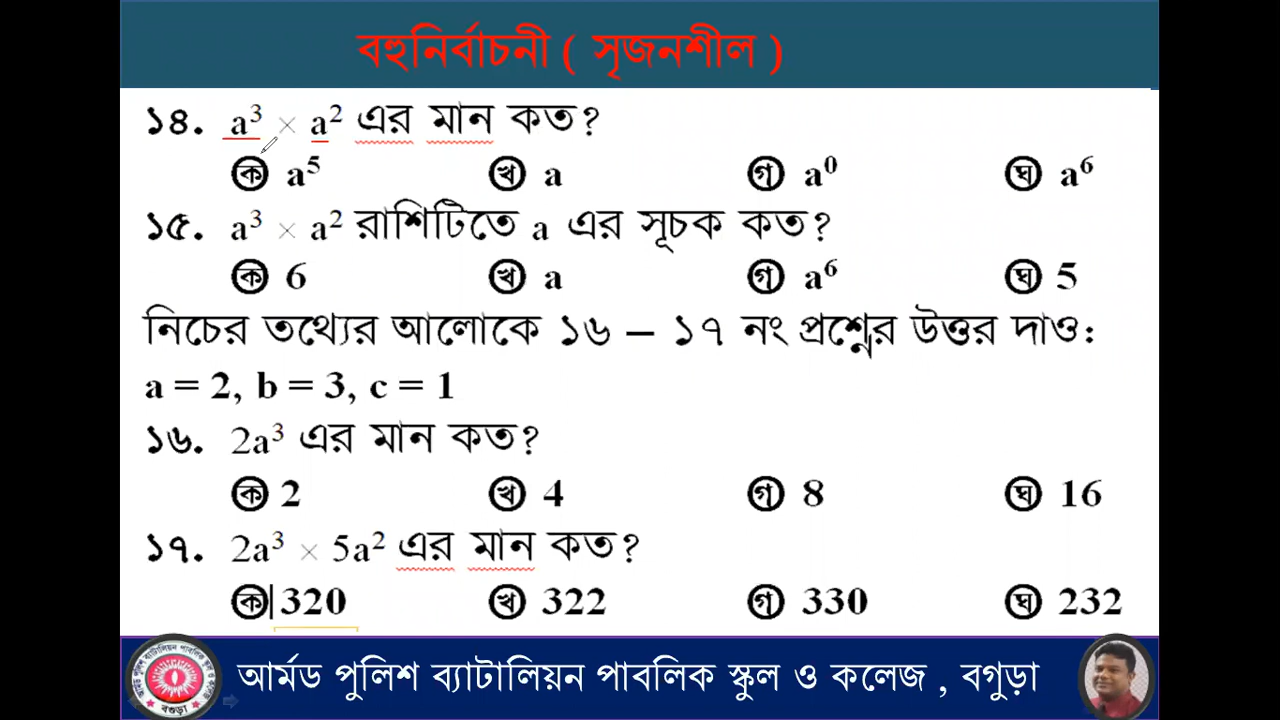 বহুনির্বাচনী ( সৃজনশীল )
১৪. a³ × a² এর মান কত?
ক a⁵ খ a গ a⁰ ঘ a⁶
১৫. a³ × a² রাশিটিতে a এর সূচক কত?
ক 6 খ a গ a⁶ ঘ 5
নিচের তথ্যের আলোকে ১৬ – ১৭ নং প্রশ্নের উত্তর দাও:
a = 2, b = 3, c = 1
১৬. 2a³ এর মান কত?
ক 2 খ 4 গ 8 ঘ 16
১৭. 2a³ × 5a² এর মান কত?
ক 320 খ 322 গ 330 ঘ 232
আর্মড পুলিশ ব্যাটালিয়ন পাবলিক স্কুল ও কলেজ , বগুড়া